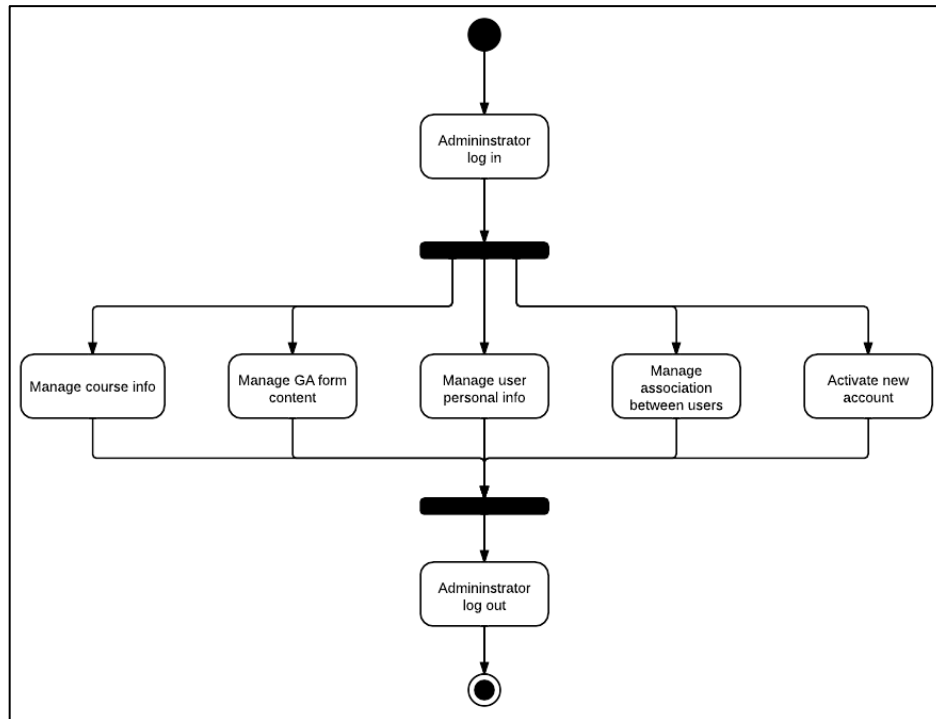 Admininstrator
log in
Manage course info
Manage GA form
content
Manage user
personal info
Manage
association
between users
Activate new
account
Admininstrator
log out